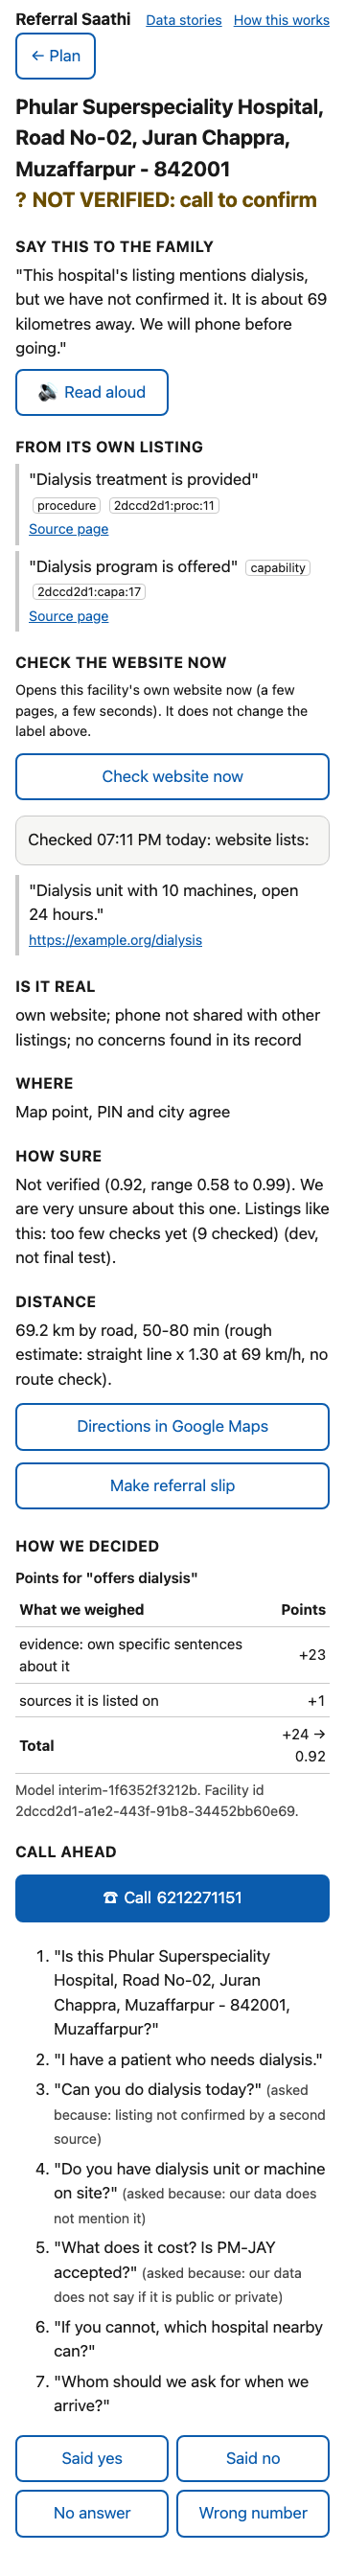 Referral Saathi Data stories How this works
← Plan
Phular Superspeciality Hospital,
Road No-02, Juran Chappra,
Muzaffarpur - 842001
? NOT VERIFIED: call to confirm
SAY THIS TO THE FAMILY
"This hospital's listing mentions dialysis,
but we have not confirmed it. It is about 69
kilometres away. We will phone before
going."
🔊 Read aloud
FROM ITS OWN LISTING
"Dialysis treatment is provided"
procedure 2dccd2d1:proc:11
Source page
"Dialysis program is offered" capability
2dccd2d1:capa:17
Source page
CHECK THE WEBSITE NOW
Opens this facility's own website now (a few
pages, a few seconds). It does not change the
label above.
Check website now
Checked 07:11 PM today: website lists:
"Dialysis unit with 10 machines, open
24 hours."
https://example.org/dialysis
IS IT REAL
own website; phone not shared with other
listings; no concerns found in its record
WHERE
Map point, PIN and city agree
HOW SURE
Not verified (0.92, range 0.58 to 0.99). We
are very unsure about this one. Listings like
this: too few checks yet (9 checked) (dev,
not final test).
DISTANCE
69.2 km by road, 50-80 min (rough
estimate: straight line x 1.30 at 69 km/h, no
route check).
Directions in Google Maps
Make referral slip
HOW WE DECIDED
Points for "offers dialysis"
What we weighed Points
evidence: own specific sentences
about it +23
sources it is listed on +1
Total +24 →
0.92
Model interim-1f6352f3212b. Facility id
2dccd2d1-a1e2-443f-91b8-34452bb60e69.
CALL AHEAD
☎ Call 6212271151
1. "Is this Phular Superspeciality
Hospital, Road No-02, Juran
Chappra, Muzaffarpur - 842001,
Muzaffarpur?"
2. "I have a patient who needs dialysis."
3. "Can you do dialysis today?" (asked
because: listing not confirmed by a second
source)
4. "Do you have dialysis unit or machine
on site?" (asked because: our data does
not mention it)
5. "What does it cost? Is PM-JAY
accepted?" (asked because: our data
does not say if it is public or private)
6. "If you cannot, which hospital nearby
can?"
7. "Whom should we ask for when we
arrive?"
Said yes Said no
No answer Wrong number